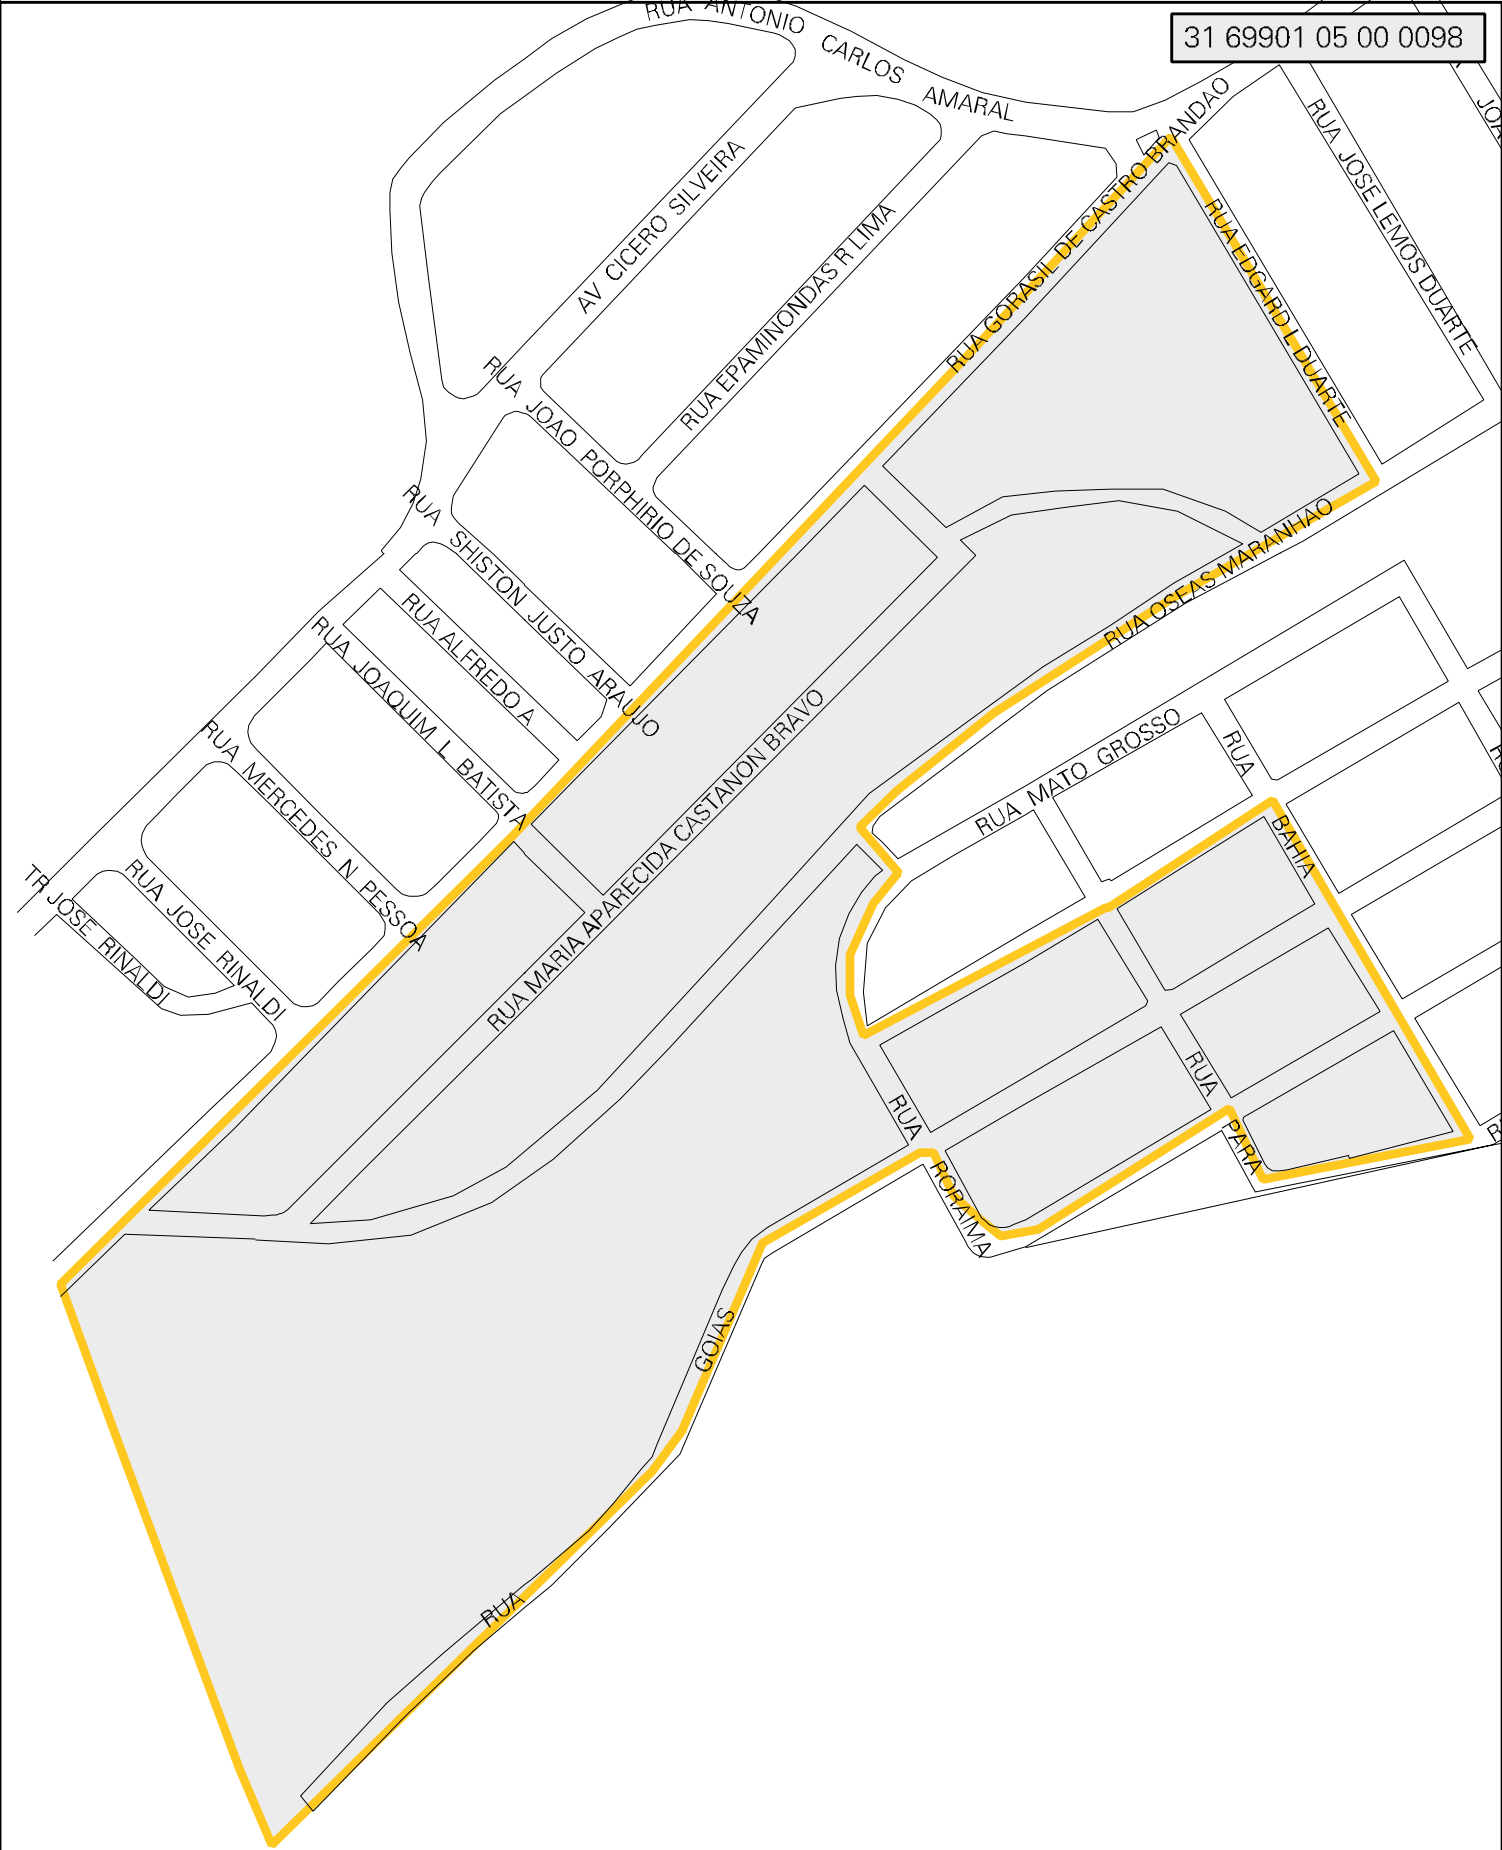 RUA ANTONIO CARLOS AMARAL
31 69901 05 00 0098
RUA GORASIL DE CASTRO BRANDAO
RUA JOSE LEMOS DUARTE
AV CICERO SILVEIRA
RUA EDGARD L DUARTE
RUA EPAMINONDAS R LIMA
RUA JOAO PORPHIRIO DE SOUZA
RUA SHISTON JUSTO ARAUJO
RUA OSEAS MARANHAO
RUA ALFREDO A
RUA JOAQUIM L BATISTA
RUA MARIA APARECIDA CASTANON BRAVO
RUA MATO GROSSO
RUA BAHIA
RUA MERCEDES N PESSOA
RUA JOSE RINALDI
TR JOSE RINALDI
RUA PARA
RUA RORAIMA
RUA GOIAS